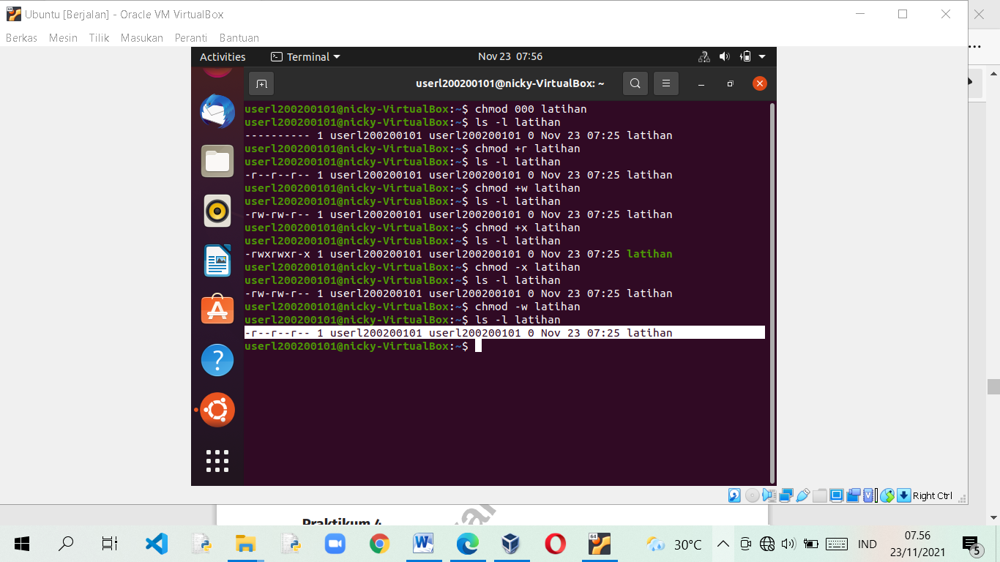 Ubuntu [Berjalan] - Oracle VM VirtualBox
Berkas Mesin Tilik Masukan Peranti Bantuan
Activities Terminal Nov 23 07:56
userl200200101@nicky-VirtualBox: ~
userl200200101@nicky-VirtualBox:~$ chmod 000 latihan
userl200200101@nicky-VirtualBox:~$ ls -l latihan
---------- 1 userl200200101 userl200200101 0 Nov 23 07:25 latihan
userl200200101@nicky-VirtualBox:~$ chmod +r latihan
userl200200101@nicky-VirtualBox:~$ ls -l latihan
-r--r--r-- 1 userl200200101 userl200200101 0 Nov 23 07:25 latihan
userl200200101@nicky-VirtualBox:~$ chmod +w latihan
userl200200101@nicky-VirtualBox:~$ ls -l latihan
-rw-rw-r-- 1 userl200200101 userl200200101 0 Nov 23 07:25 latihan
userl200200101@nicky-VirtualBox:~$ chmod +x latihan
userl200200101@nicky-VirtualBox:~$ ls -l latihan
-rwxrwxr-x 1 userl200200101 userl200200101 0 Nov 23 07:25 latihan
userl200200101@nicky-VirtualBox:~$ chmod -x latihan
userl200200101@nicky-VirtualBox:~$ ls -l latihan
-rw-rw-r-- 1 userl200200101 userl200200101 0 Nov 23 07:25 latihan
userl200200101@nicky-VirtualBox:~$ chmod -w latihan
userl200200101@nicky-VirtualBox:~$ ls -l latihan
-r--r--r-- 1 userl200200101 userl200200101 0 Nov 23 07:25 latihan
userl200200101@nicky-VirtualBox:~$
Right Ctrl
Praktikum 4
30°C IND 07.56
23/11/2021 5